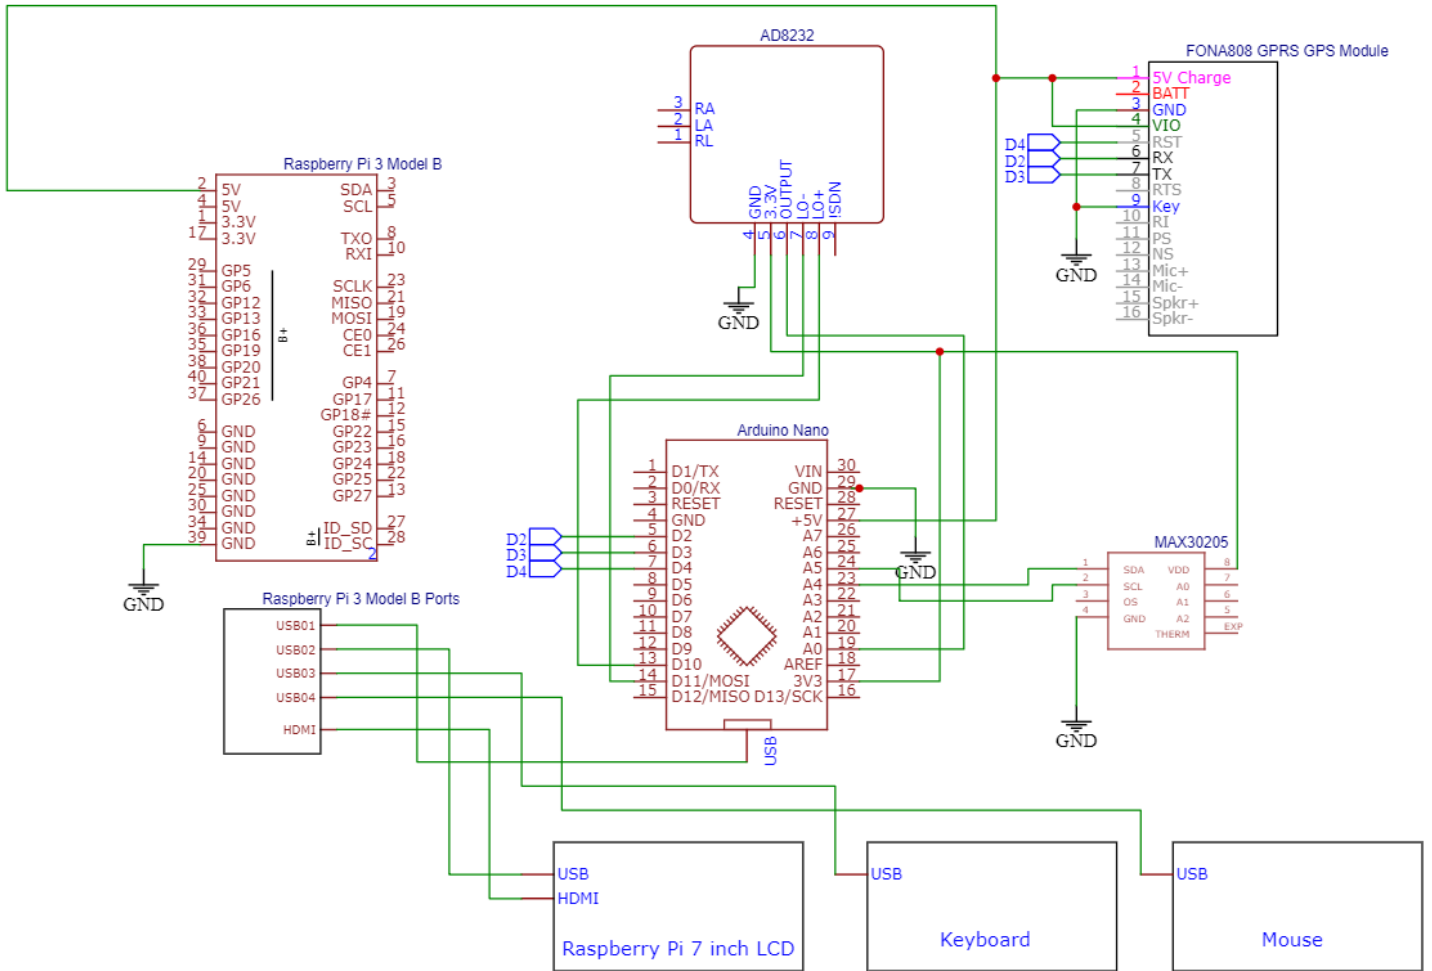 AD8232
3 RA
2 LA
1 RL
GND 3.3V OUTPUT LO- LO+ !SDN
4 5 6 7 8 9
GND
FONA808 GPRS GPS Module
1 5V Charge
2 BATT
3 GND
4 VIO
D4 5 RST
D2 6 RX
D3 7 TX
8 RTS
9 Key
10 RI
11 PS
12 NS
13 Mic+
14 Mic-
15 Spkr+
16 Spkr-
GND
Raspberry Pi 3 Model B
2 5V SDA 3
4 5V SCL 5
1 3.3V
17 3.3V TXO 8
RXI 10
29 GP5
31 GP6 SCLK 23
32 GP12 MISO 21
33 GP13 MOSI 19
36 GP16 CE0 24
35 GP19 CE1 26
38 GP20
40 GP21 GP4 7
37 GP26 GP17 11
GP18# 12
6 GND GP22 15
9 GND GP23 16
14 GND GP24 18
20 GND GP25 22
25 GND GP27 13
30 GND
34 GND ID_SD 27
39 GND ID_SC 28
B+
B+
2
GND
Arduino Nano
1 D1/TX VIN 30
2 D0/RX GND 29
3 RESET RESET 28
4 GND +5V 27
D2 5 D2 A7 26
D3 6 D3 A6 25
D4 7 D4 A5 24
8 D5 A4 23
9 D6 A3 22
10 D7 A2 21
11 D8 A1 20
12 D9 A0 19
13 D10 AREF 18
14 D11/MOSI 3V3 17
15 D12/MISO D13/SCK 16
USB
GND
MAX30205
1 SDA VDD 8
2 SCL A0 7
3 OS A1 6
4 GND A2 5
THERM EXP
GND
Raspberry Pi 3 Model B Ports
USB01
USB02
USB03
USB04
HDMI
USB
HDMI
Raspberry Pi 7 inch LCD
USB
Keyboard
USB
Mouse